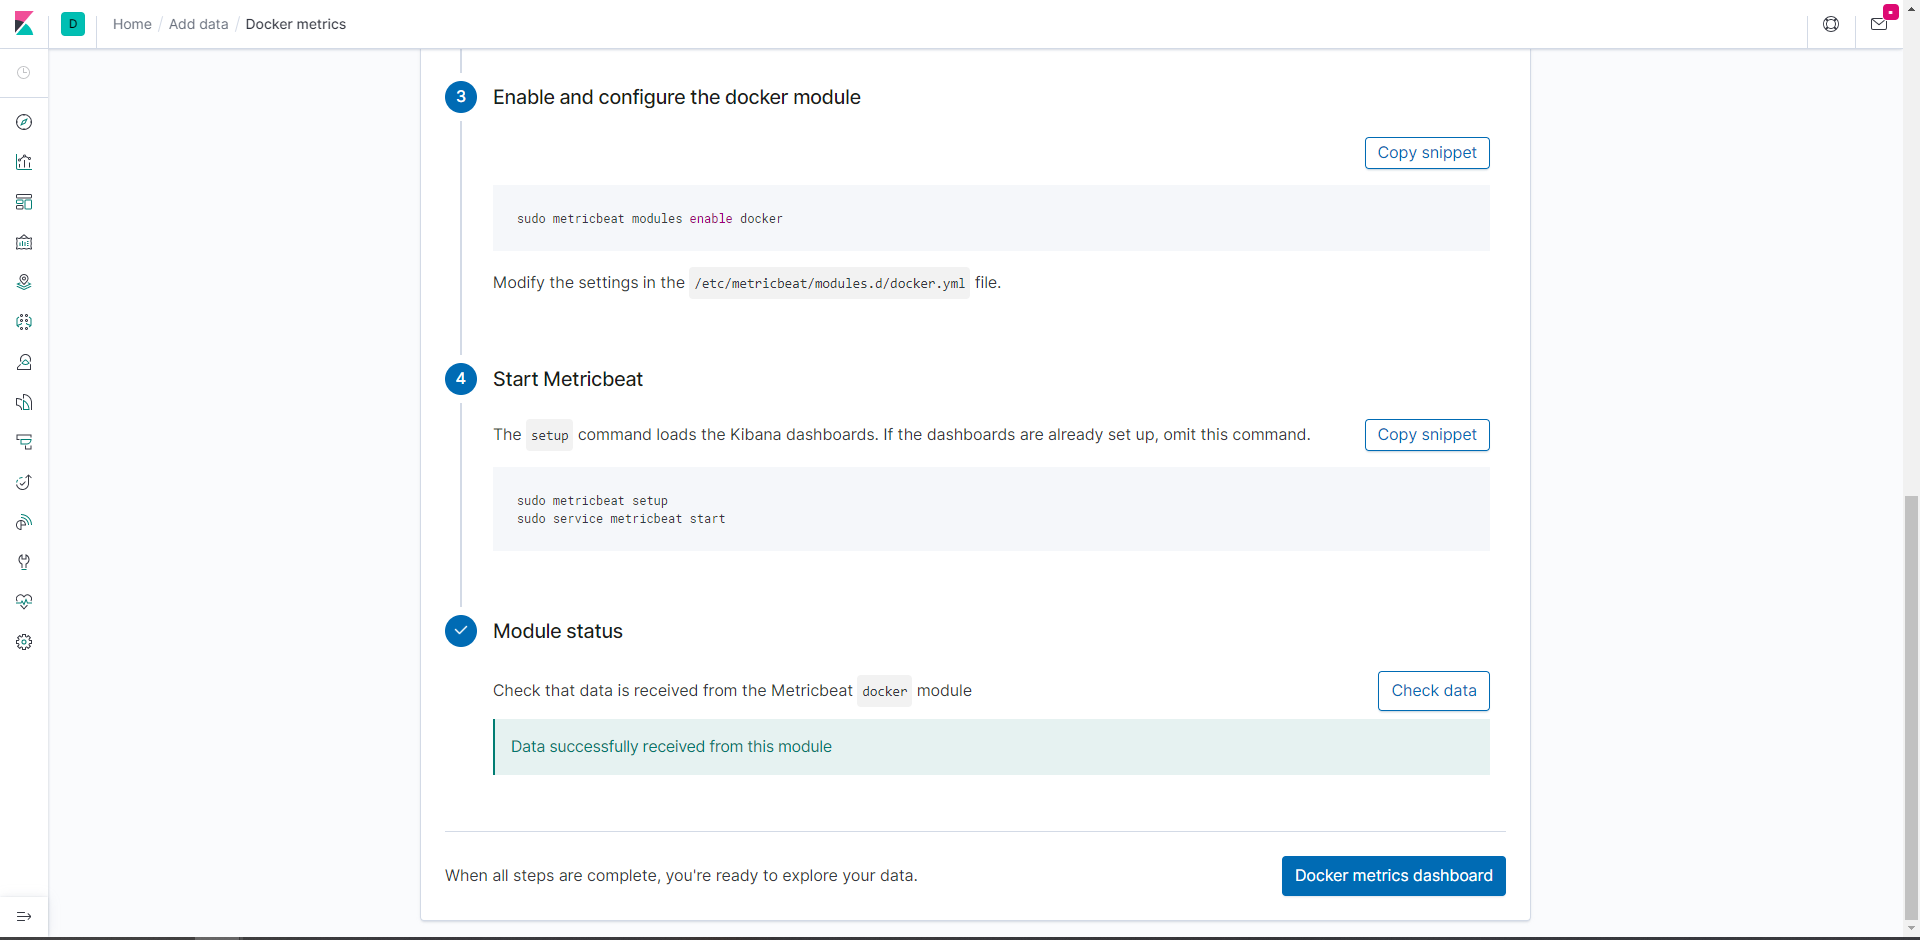 D
Home / Add data / Docker metrics
3
Enable and configure the docker module
Copy snippet
sudo metricbeat modules enable docker
Modify the settings in the /etc/metricbeat/modules.d/docker.yml file.
4
Start Metricbeat
The setup command loads the Kibana dashboards. If the dashboards are already set up, omit this command.
Copy snippet
sudo metricbeat setup
sudo service metricbeat start
Module status
Check that data is received from the Metricbeat docker module
Check data
Data successfully received from this module
When all steps are complete, you're ready to explore your data.
Docker metrics dashboard